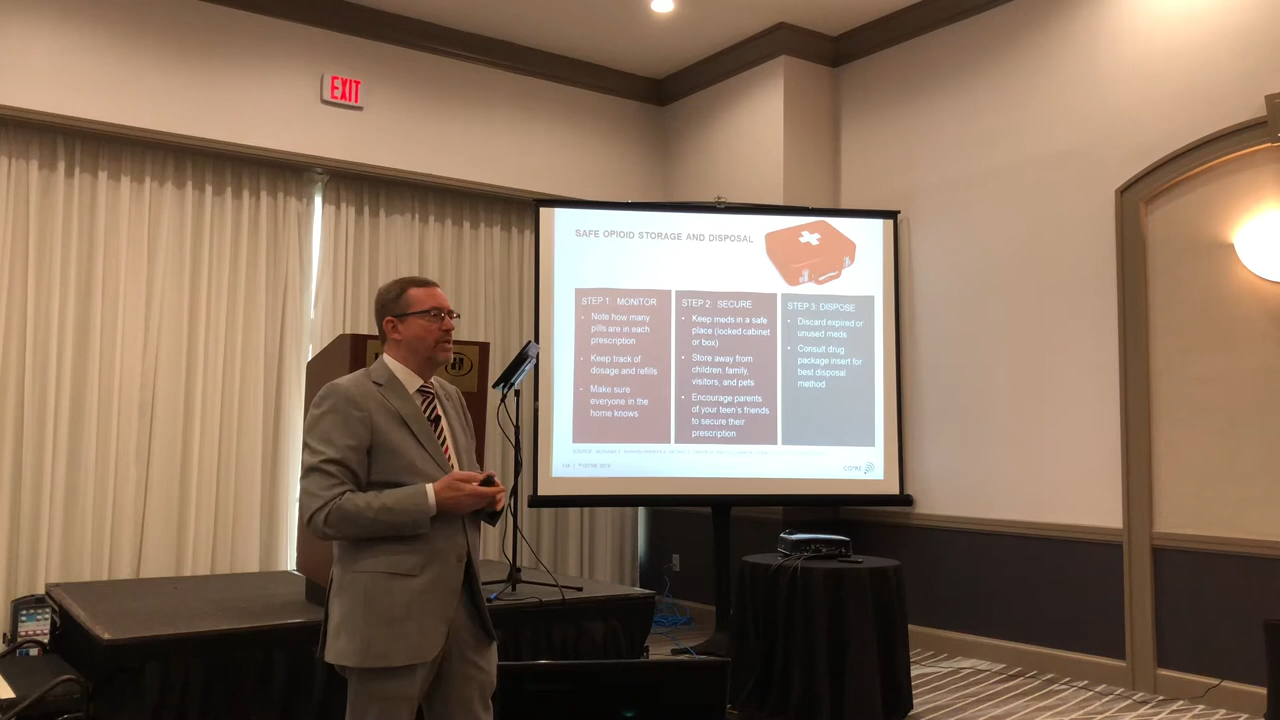 EXIT
SAFE OPIOID STORAGE AND DISPOSAL
STEP 1: MONITOR
• Note how many
pills are in each
prescription
• Keep track of
dosage and refills
• Make sure
everyone in the
home knows
STEP 2: SECURE
• Keep meds in a safe
place (locked cabinet
or box)
• Store away from
children, family,
visitors, and pets
• Encourage parents
of your teen's friends
to secure their
prescription
STEP 3: DISPOSE
• Discard expired or
unused meds
• Consult drug
package insert for
best disposal
method
SOURCE:
CO*RE